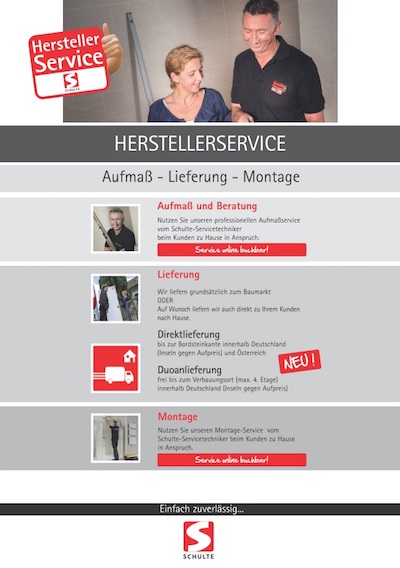 Hersteller
Service
SCHULTE
HERSTELLERSERVICE
Aufmaß - Lieferung - Montage
Aufmaß und Beratung
Nutzen Sie unseren professionellen Aufmaßservice
vom Schulte-Servicetechniker
beim Kunden zu Hause in Anspruch.
Service online buchbar!
Lieferung
Wir liefern grundsätzlich zum Baumarkt
ODER
Auf Wunsch liefern wir auch direkt zu Ihrem Kunden
nach Hause.
Direktlieferung
bis zur Bordsteinkante innerhalb Deutschland
(Inseln gegen Aufpreis) und Österreich
NEU!
Duoanlieferung
frei bis zum Verbauungsort (max. 4. Etage)
innerhalb Deutschland (Inseln gegen Aufpreis)
Montage
Nutzen Sie unseren Montage-Service vom
Schulte-Servicetechniker beim Kunden zu Hause
in Anspruch.
Service online buchbar!
Einfach zuverlässig...
SCHULTE